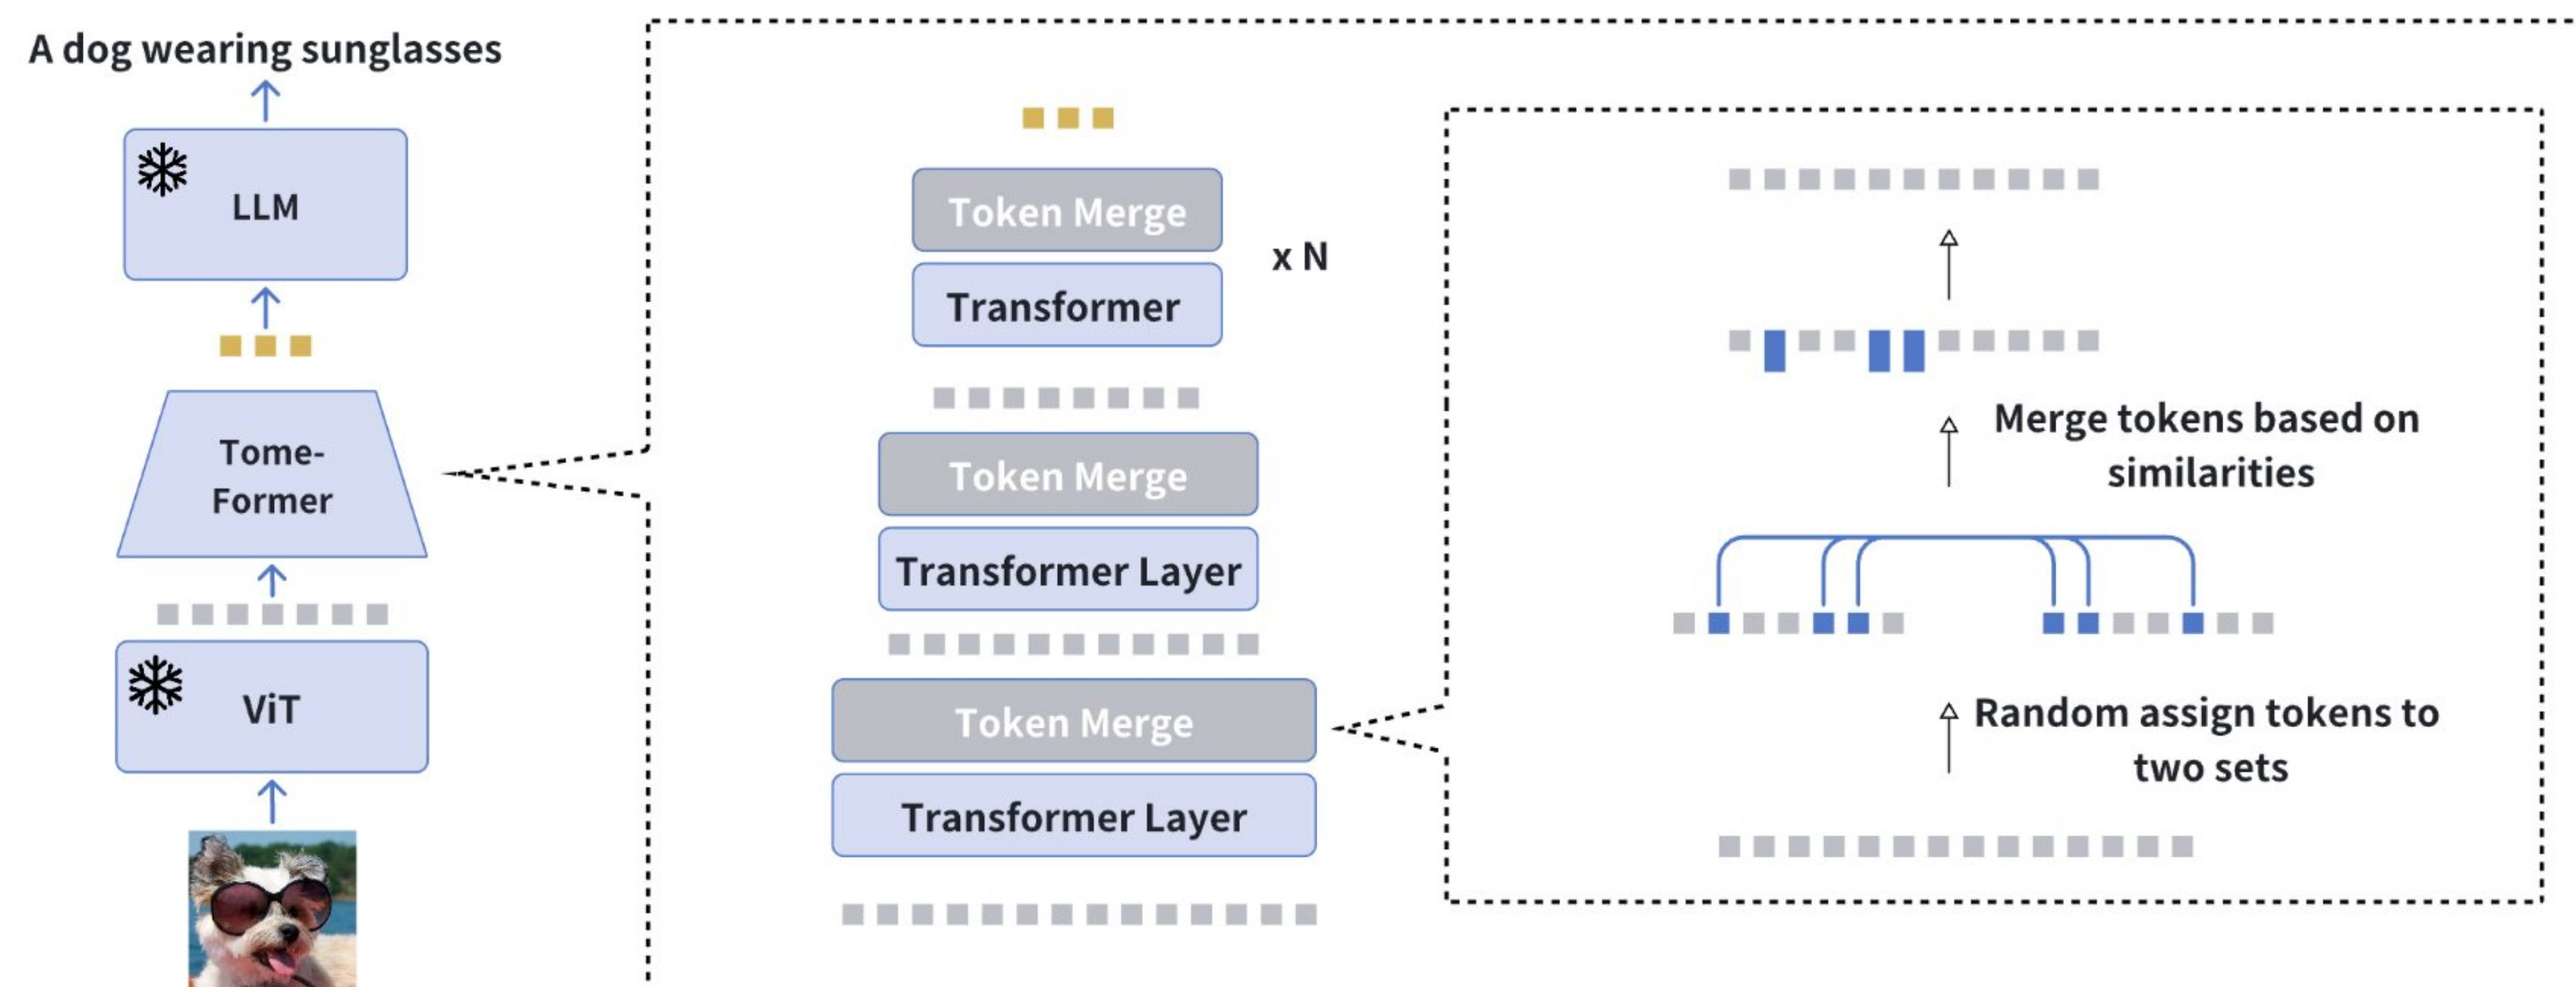 A dog wearing sunglasses
LLM
Tome-
Former
ViT
Token Merge
Transformer
x N
Token Merge
Transformer Layer
Token Merge
Transformer Layer
Merge tokens based on
similarities
Random assign tokens to
two sets